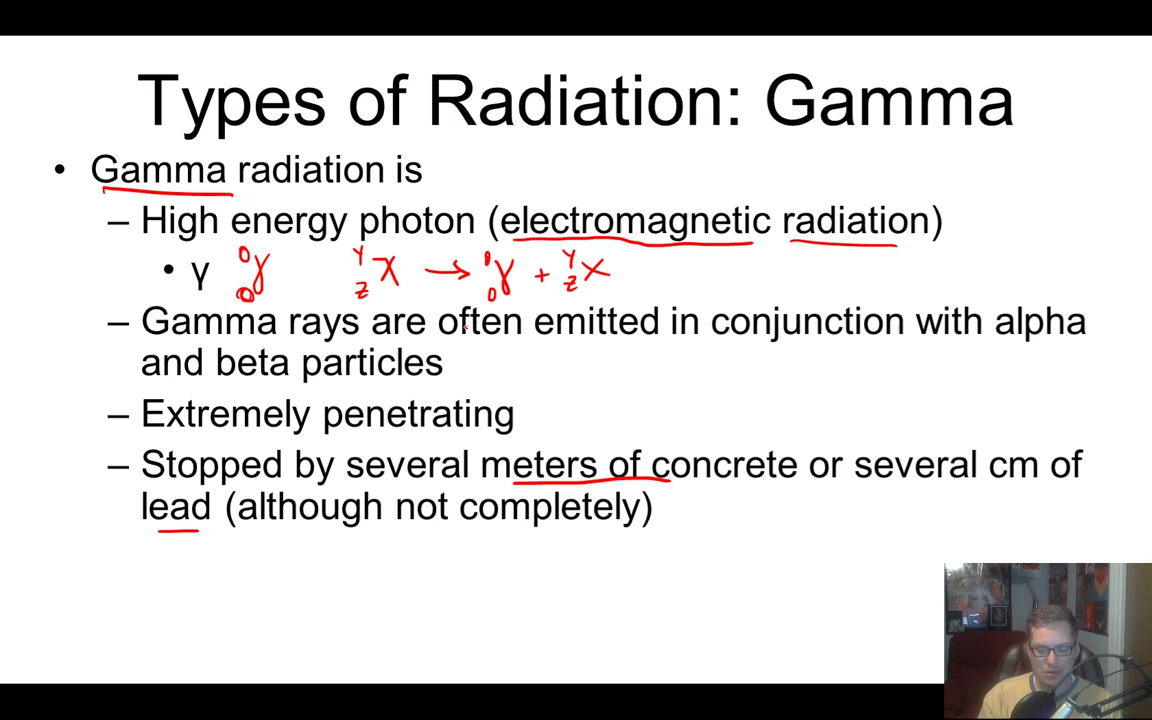 Types of Radiation: Gamma
• Gamma radiation is
– High energy photon (electromagnetic radiation)
• γ ⁰₀γ ʸ_zX → ⁰₀γ + ʸ_zX
– Gamma rays are often emitted in conjunction with alpha
and beta particles
– Extremely penetrating
– Stopped by several meters of concrete or several cm of
lead (although not completely)